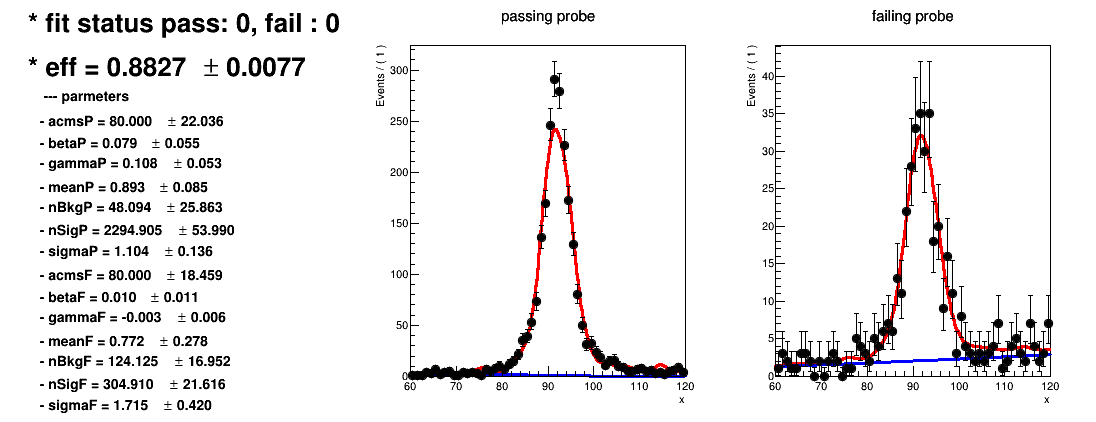 * fit status pass: 0, fail : 0
* eff = 0.8827 ± 0.0077
--- parmeters
- acmsP = 80.000 ± 22.036
- betaP = 0.079 ± 0.055
- gammaP = 0.108 ± 0.053
- meanP = 0.893 ± 0.085
- nBkgP = 48.094 ± 25.863
- nSigP = 2294.905 ± 53.990
- sigmaP = 1.104 ± 0.136
- acmsF = 80.000 ± 18.459
- betaF = 0.010 ± 0.011
- gammaF = -0.003 ± 0.006
- meanF = 0.772 ± 0.278
- nBkgF = 124.125 ± 16.952
- nSigF = 304.910 ± 21.616
- sigmaF = 1.715 ± 0.420
passing probe
Events / ( 1 )
300
250
200
150
100
50
0
60 70 80 90 100 110 120
x
failing probe
Events / ( 1 )
40
35
30
25
20
15
10
5
0
60 70 80 90 100 110 120
x